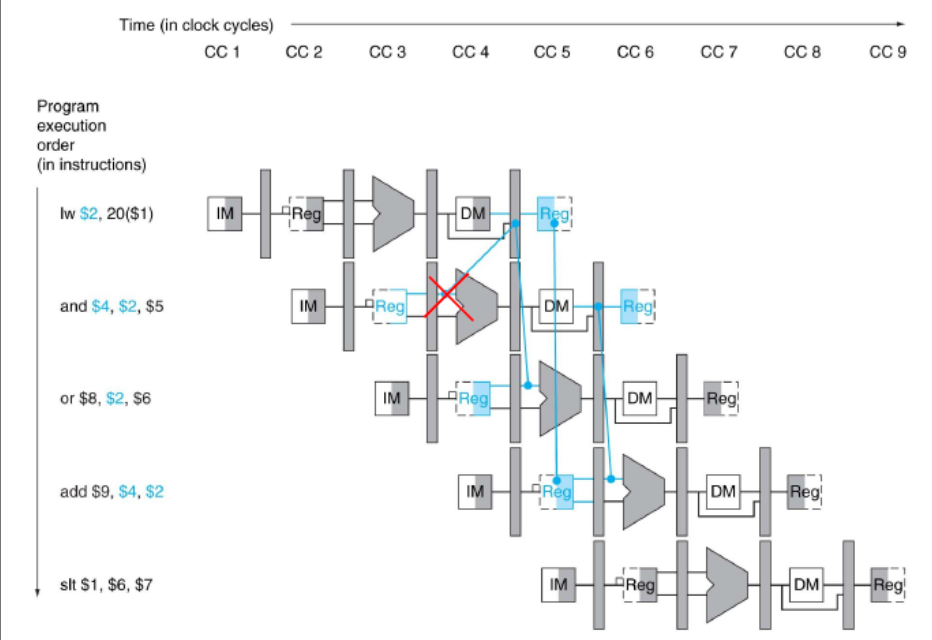 Time (in clock cycles)
CC 1 CC 2 CC 3 CC 4 CC 5 CC 6 CC 7 CC 8 CC 9
Program
execution
order
(in instructions)
lw $2, 20($1) IM Reg DM Reg
and $4, $2, $5 IM Reg DM Reg
or $8, $2, $6 IM Reg DM Reg
add $9, $4, $2 IM Reg DM Reg
slt $1, $6, $7 IM Reg DM Reg